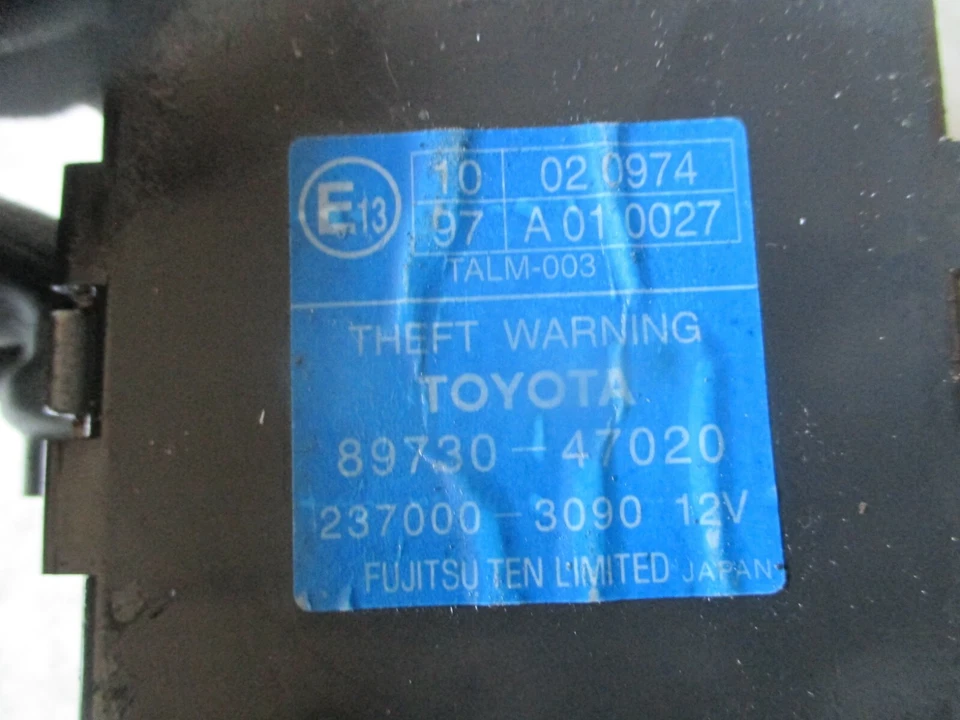 E13
10 02 0974
97 A 01 0027
TALM-003
THEFT WARNING
TOYOTA
89730-47020
237000-3090 12V
FUJITSU TEN LIMITED JAPAN